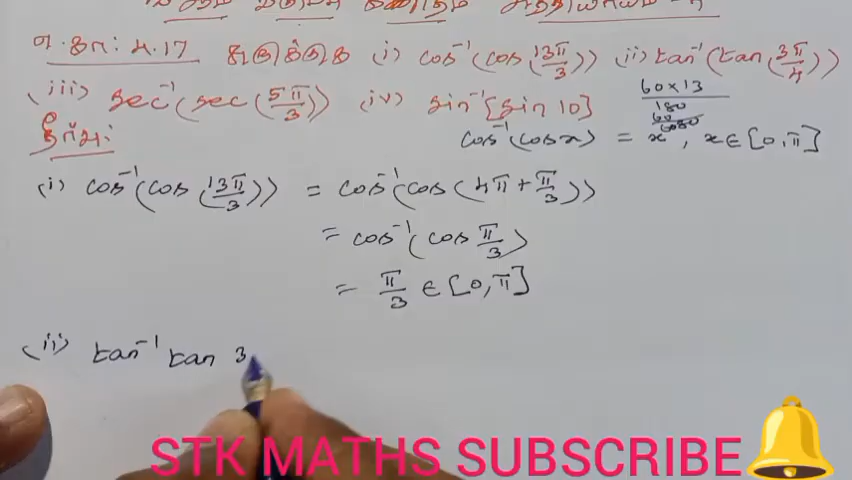 எ.கா: 4.17 சுருக்குக (i) cos⁻¹(cos(13π/3)) (ii) tan⁻¹(tan(3π/4))
(iii) sec⁻¹(sec(5π/3)) (iv) sin⁻¹[sin 10]
60×13
180
60
தீர்வு:
cos⁻¹(cos x) = x, x∈[0,π]
(i) cos⁻¹(cos(13π/3)) = cos⁻¹(cos(4π+π/3))
= cos⁻¹(cos π/3)
= π/3 ∈ [0,π]
(ii) tan⁻¹ tan 3
STK MATHS SUBSCRIBE